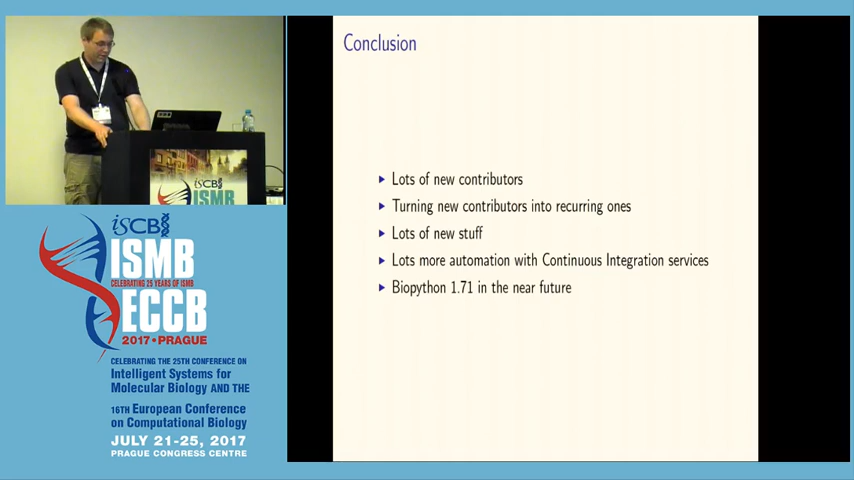 Conclusion
Lots of new contributors
Turning new contributors into recurring ones
Lots of new stuff
Lots more automation with Continuous Integration services
Biopython 1.71 in the near future
iSCB
ISMB
iSCB
ISMB
CELEBRATING 25 YEARS OF ISMB
ECCB
2017 • PRAGUE
CELEBRATING THE 25TH CONFERENCE ON
Intelligent Systems for
Molecular Biology AND THE
16TH European Conference
on Computational Biology
JULY 21-25, 2017
PRAGUE CONGRESS CENTRE